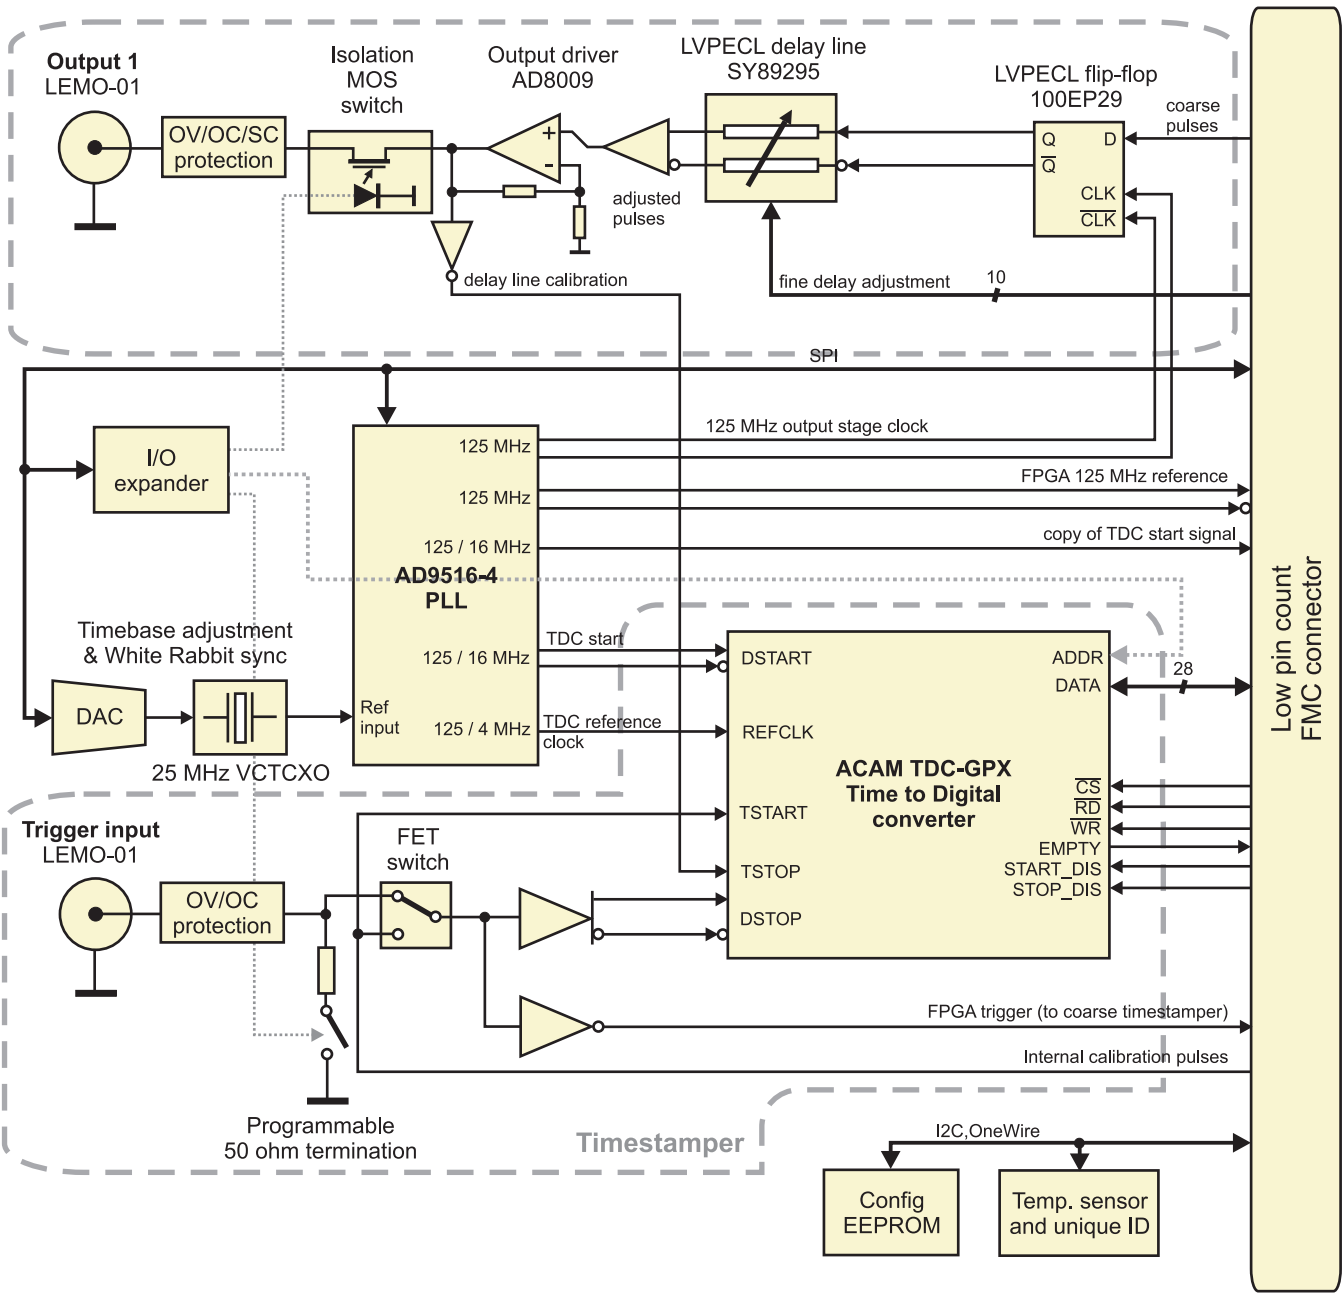 Output 1
LEMO-01
OV/OC/SC
protection
Isolation
MOS
switch
Output driver
AD8009
+
-
LVPECL delay line
SY89295
LVPECL flip-flop
100EP29
Q
D
Q
CLK
CLK
coarse
pulses
adjusted
pulses
delay line calibration
fine delay adjustment
10
SPI
I/O
expander
125 MHz
125 MHz
125 / 16 MHz
AD9516-4
PLL
125 / 16 MHz
Ref
input
125 / 4 MHz
125 MHz output stage clock
FPGA 125 MHz reference
copy of TDC start signal
Timebase adjustment
& White Rabbit sync
DAC
25 MHz VCTCXO
TDC start
TDC reference
clock
DSTART
REFCLK
TSTART
TSTOP
DSTOP
ACAM TDC-GPX
Time to Digital
converter
ADDR
DATA
CS
RD
WR
EMPTY
START_DIS
STOP_DIS
28
Low pin count
FMC connector
Trigger input
LEMO-01
OV/OC
protection
FET
switch
FPGA trigger (to coarse timestamper)
Internal calibration pulses
Programmable
50 ohm termination
Timestamper
I2C,OneWire
Config
EEPROM
Temp. sensor
and unique ID